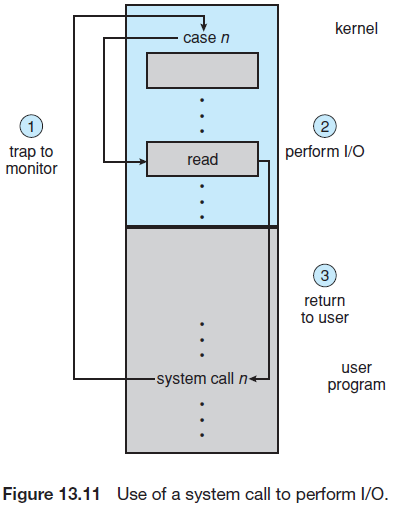 kernel
case n
1
trap to
monitor
2
perform I/O
read
3
return
to user
system call n
user
program
Figure 13.11 Use of a system call to perform I/O.